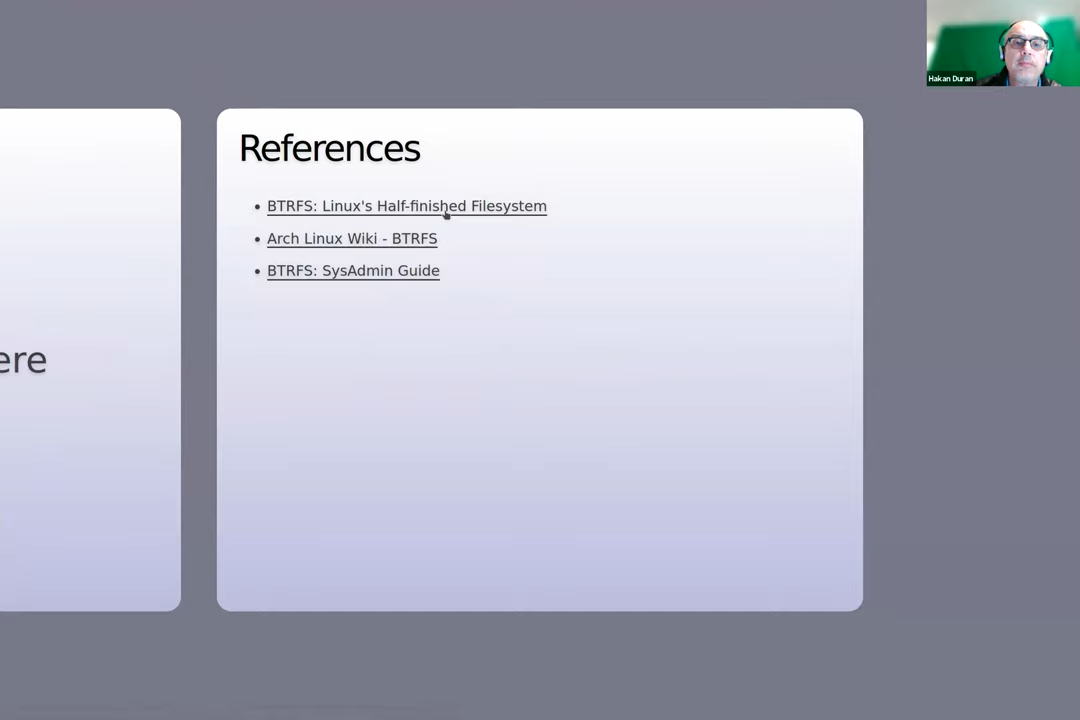 Hakan Duran
References
• BTRFS: Linux's Half-finished Filesystem
• Arch Linux Wiki - BTRFS
• BTRFS: SysAdmin Guide
ere